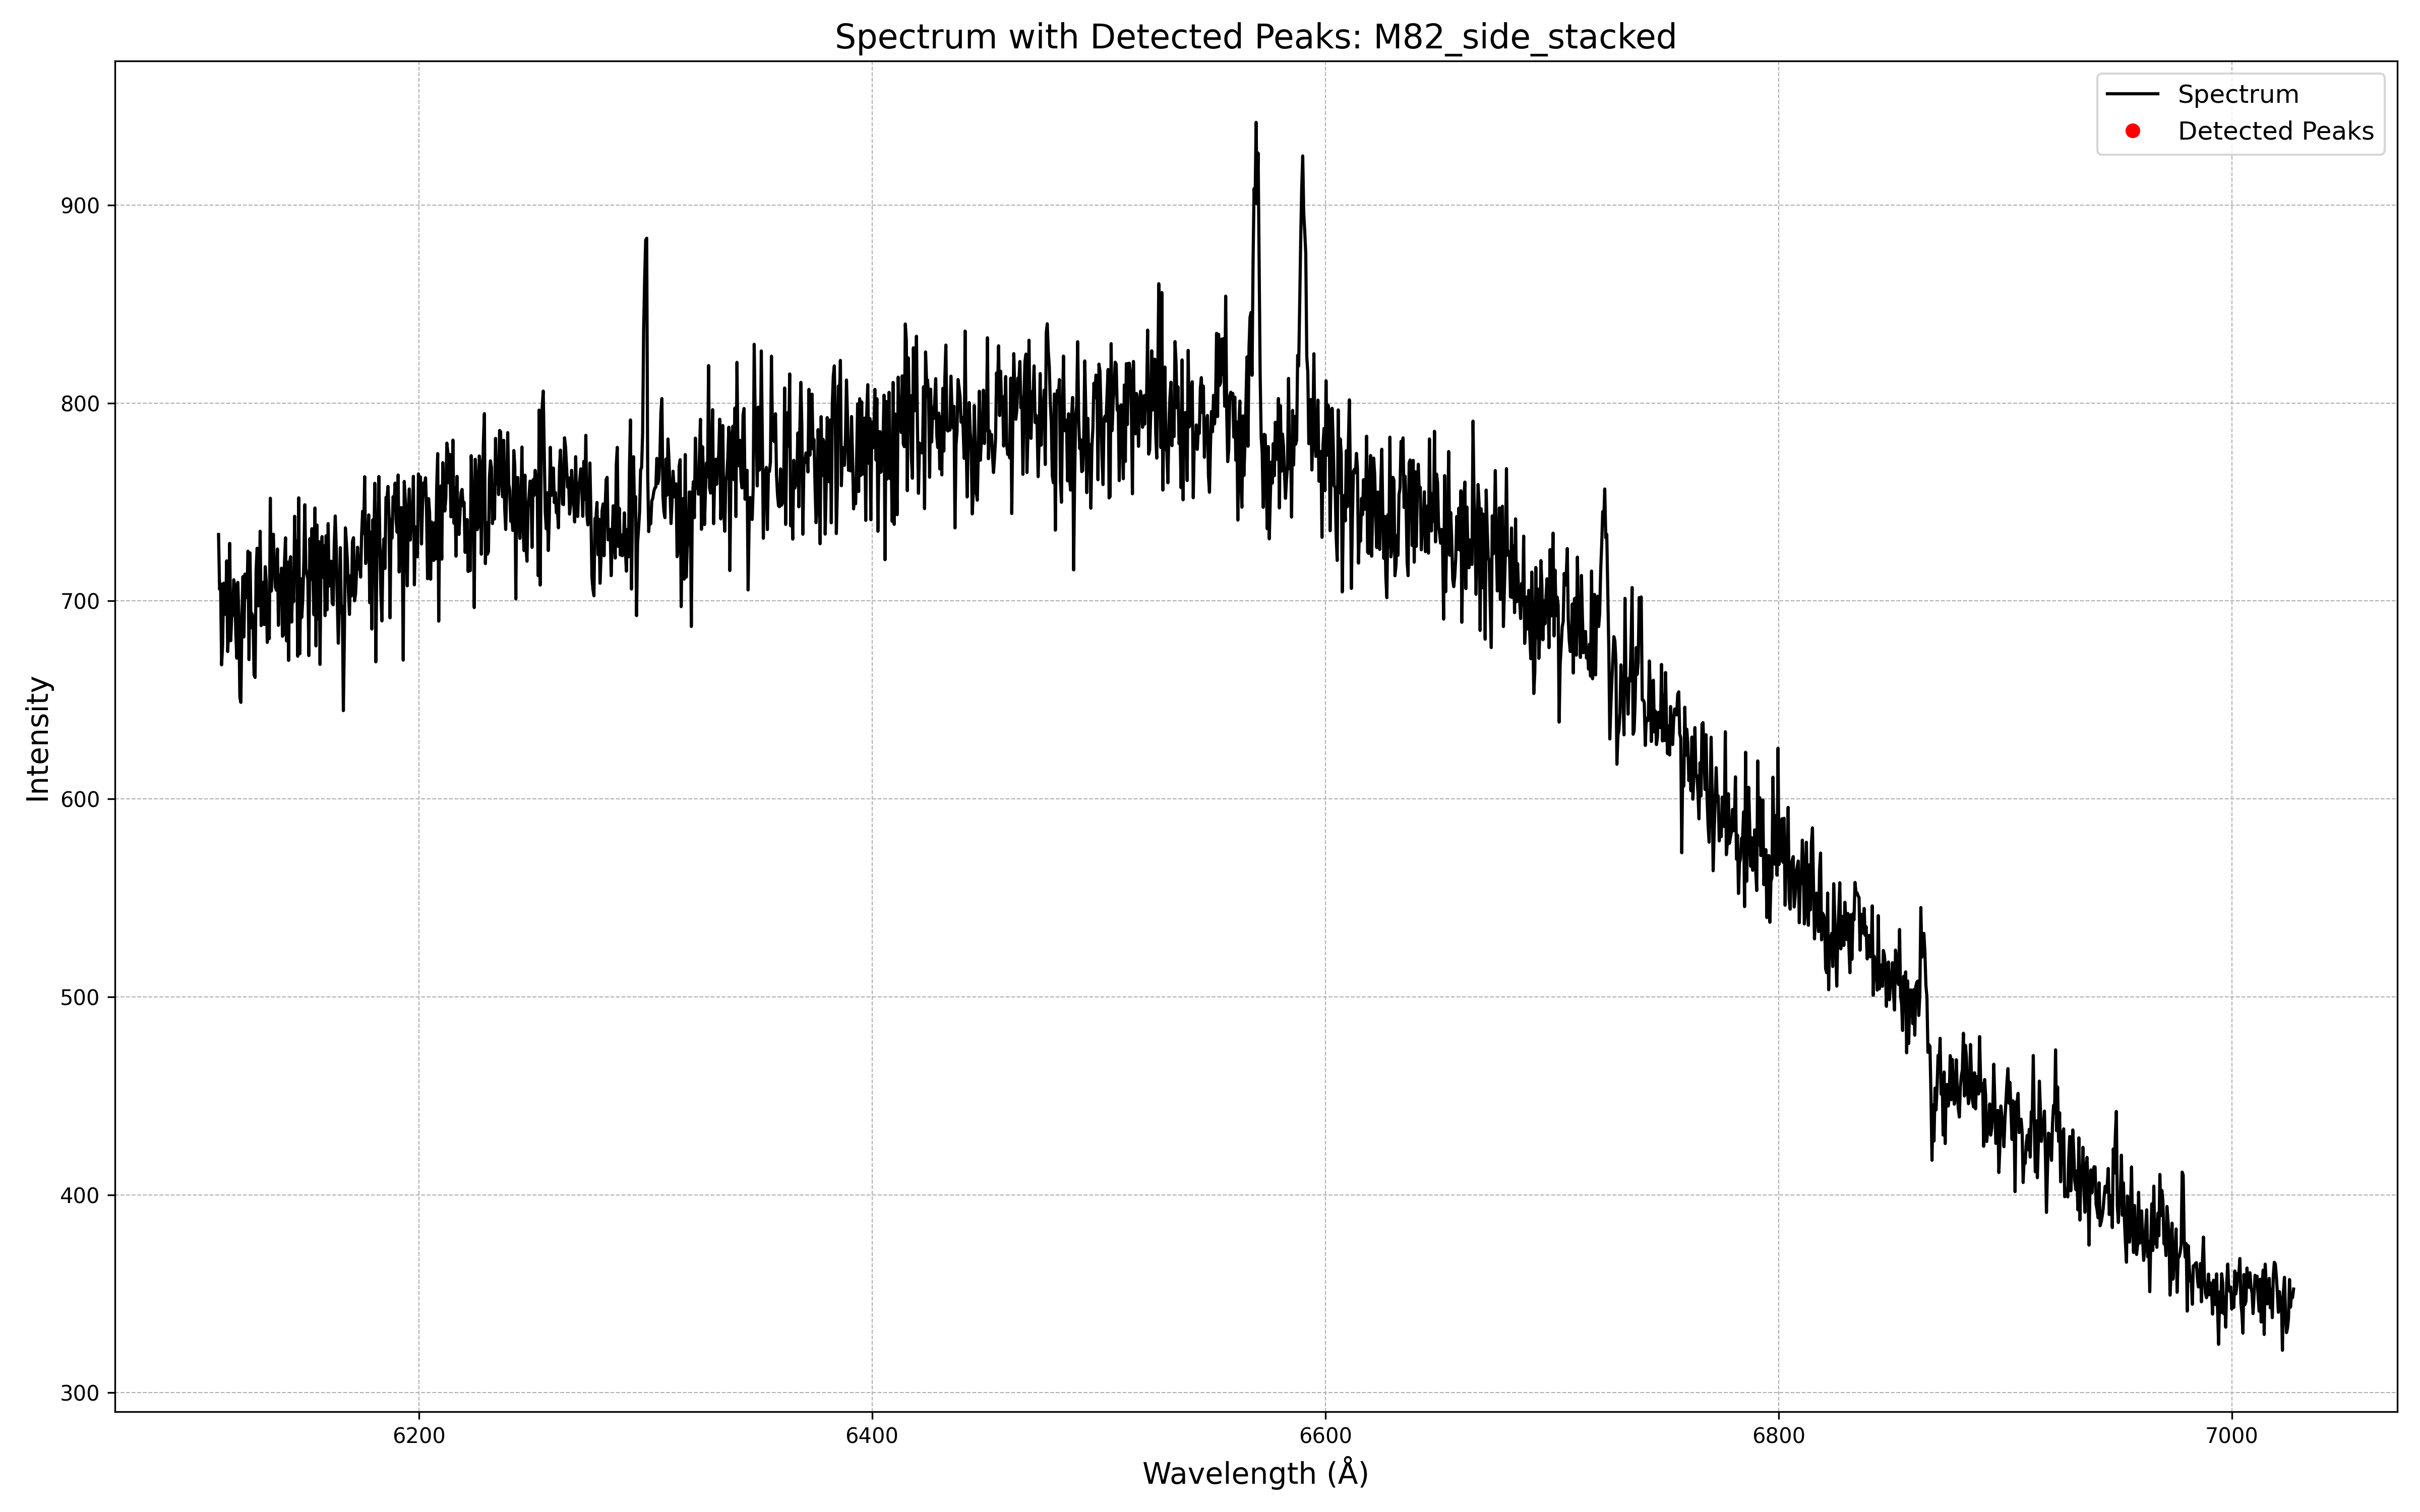 Spectrum with Detected Peaks: M82_side_stacked
Spectrum
Detected Peaks
Intensity
900
800
700
600
500
400
300
6200
6400
6600
6800
7000
Wavelength (Å)